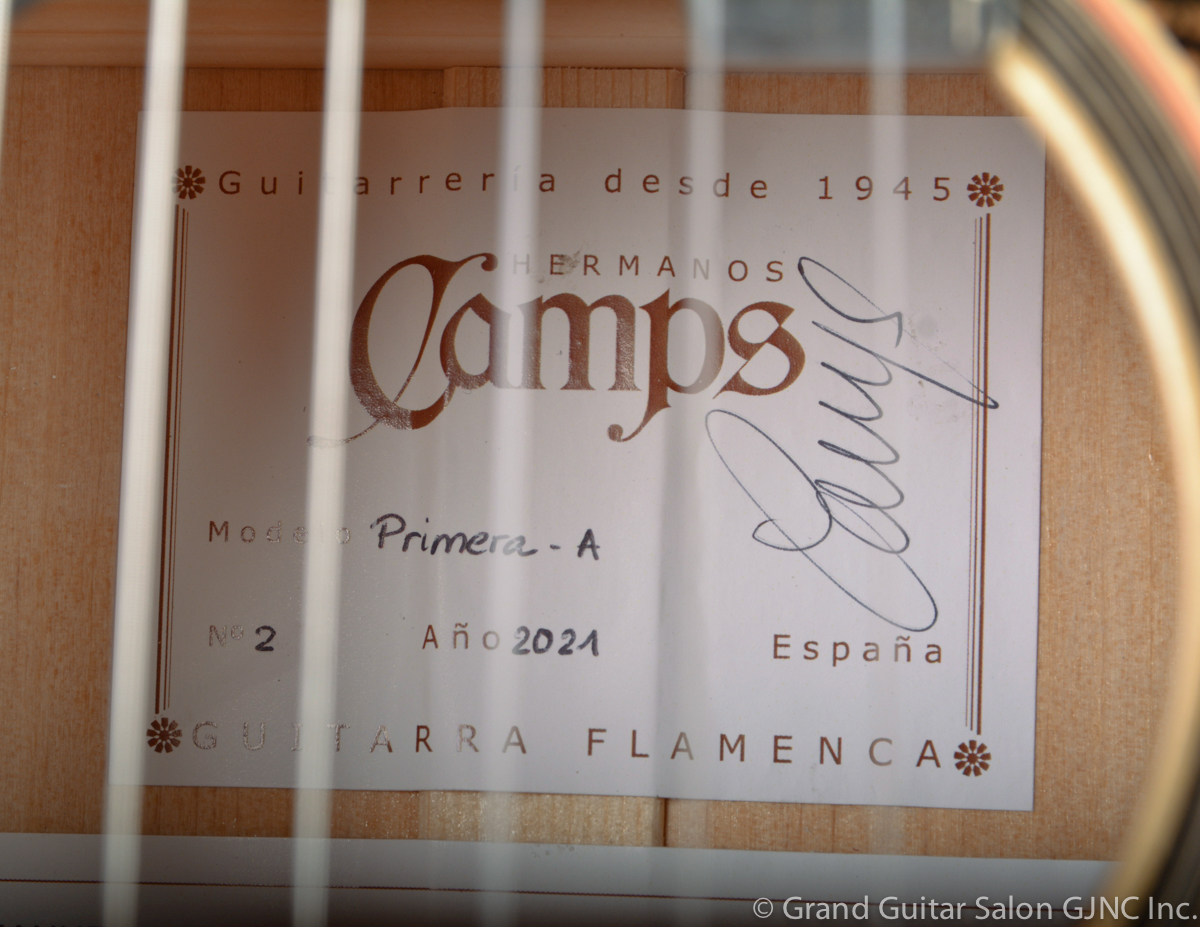 Guitarrería desde 1945
HERMANOS
Camps
Camps
Modelo Primera - A
Nº 2 Año 2021 España
GUITARRA FLAMENCA
© Grand Guitar Salon GJNC Inc.